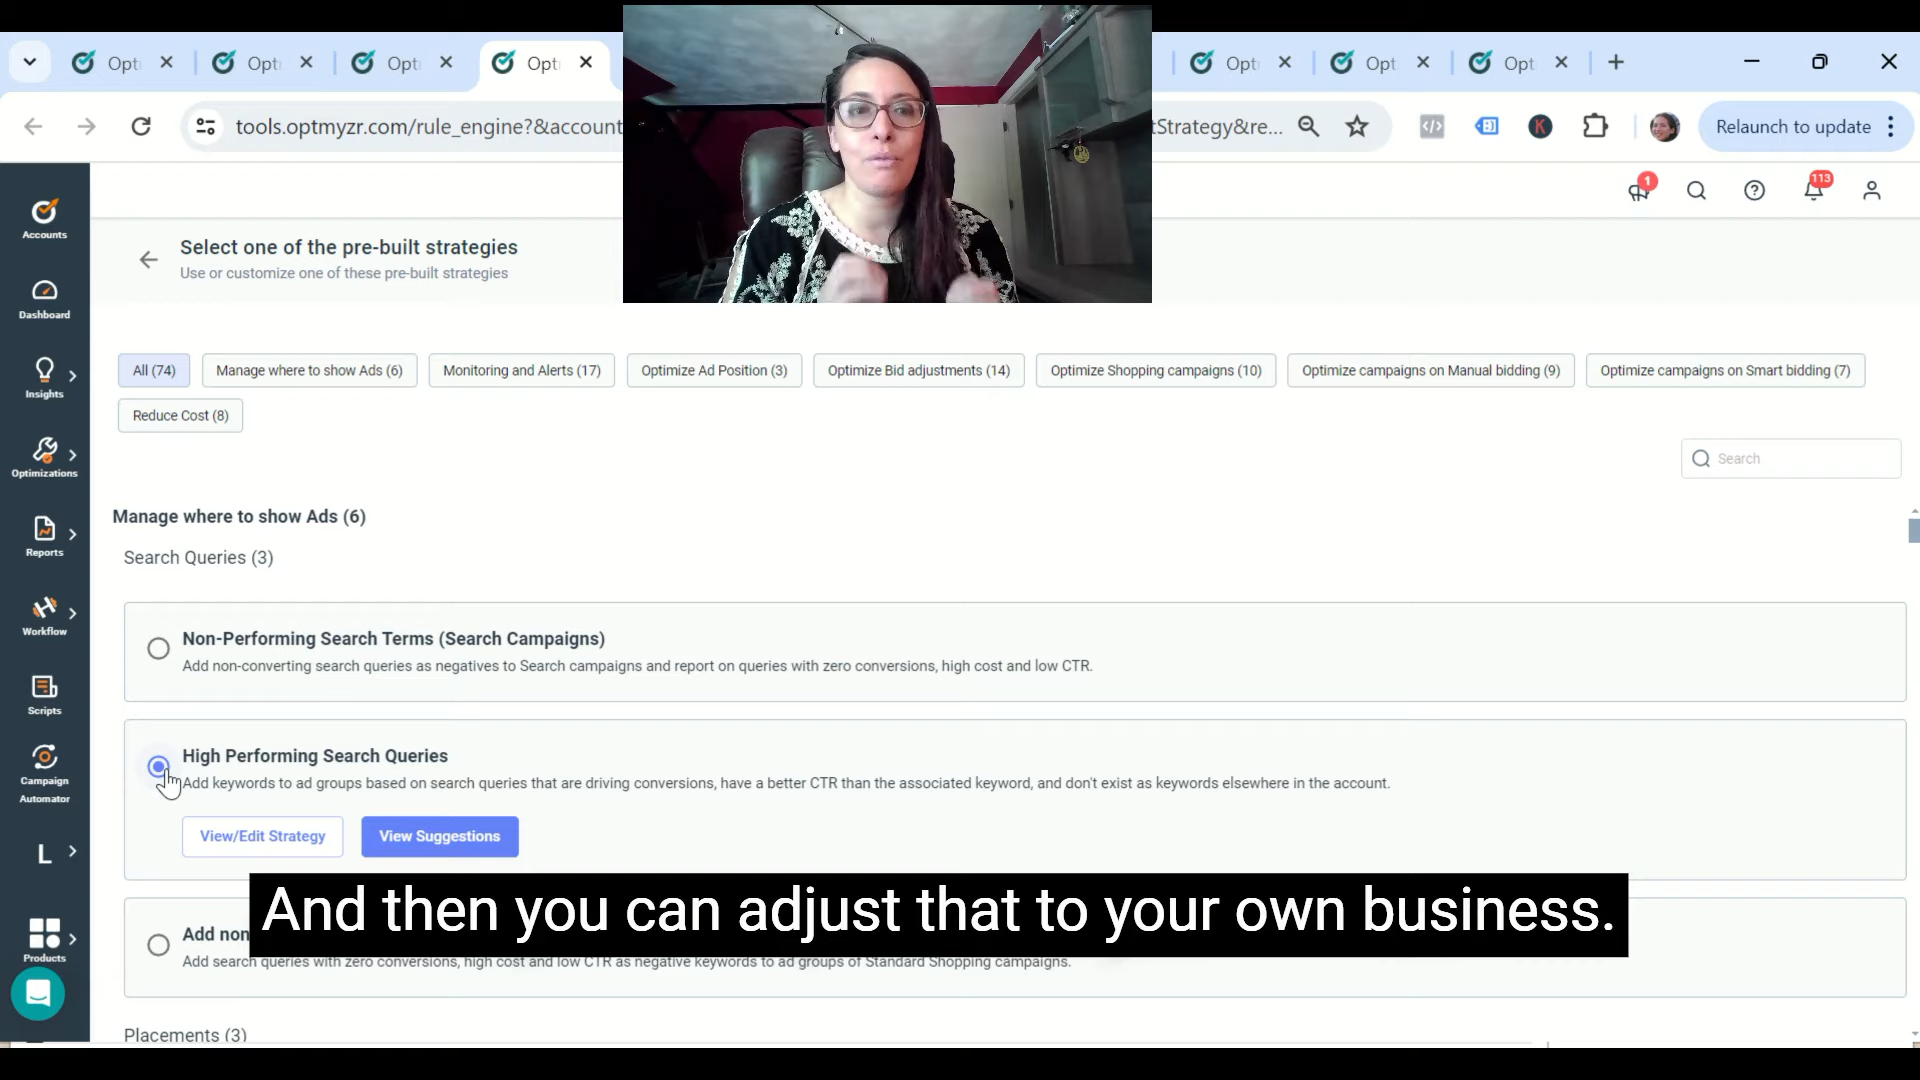 Opt
Opt
Opt
Opt
Opt
Opt
Opt
tools.optmyzr.com/rule_engine?&account
tStrategy&re...
Relaunch to update
1
113
Accounts
Dashboard
Insights
Optimizations
Reports
Workflow
Scripts
Campaign
Automator
L
Products
Select one of the pre-built strategies
Use or customize one of these pre-built strategies
All (74)
Manage where to show Ads (6)
Monitoring and Alerts (17)
Optimize Ad Position (3)
Optimize Bid adjustments (14)
Optimize Shopping campaigns (10)
Optimize campaigns on Manual bidding (9)
Optimize campaigns on Smart bidding (7)
Reduce Cost (8)
Search
Manage where to show Ads (6)
Search Queries (3)
Non-Performing Search Terms (Search Campaigns)
Add non-converting search queries as negatives to Search campaigns and report on queries with zero conversions, high cost and low CTR.
High Performing Search Queries
Add keywords to ad groups based on search queries that are driving conversions, have a better CTR than the associated keyword, and don't exist as keywords elsewhere in the account.
View/Edit Strategy
View Suggestions
Add non
And then you can adjust that to your own business.
Add search queries with zero conversions, high cost and low CTR as negative keywords to ad groups of Standard Shopping campaigns.
Placements (3)